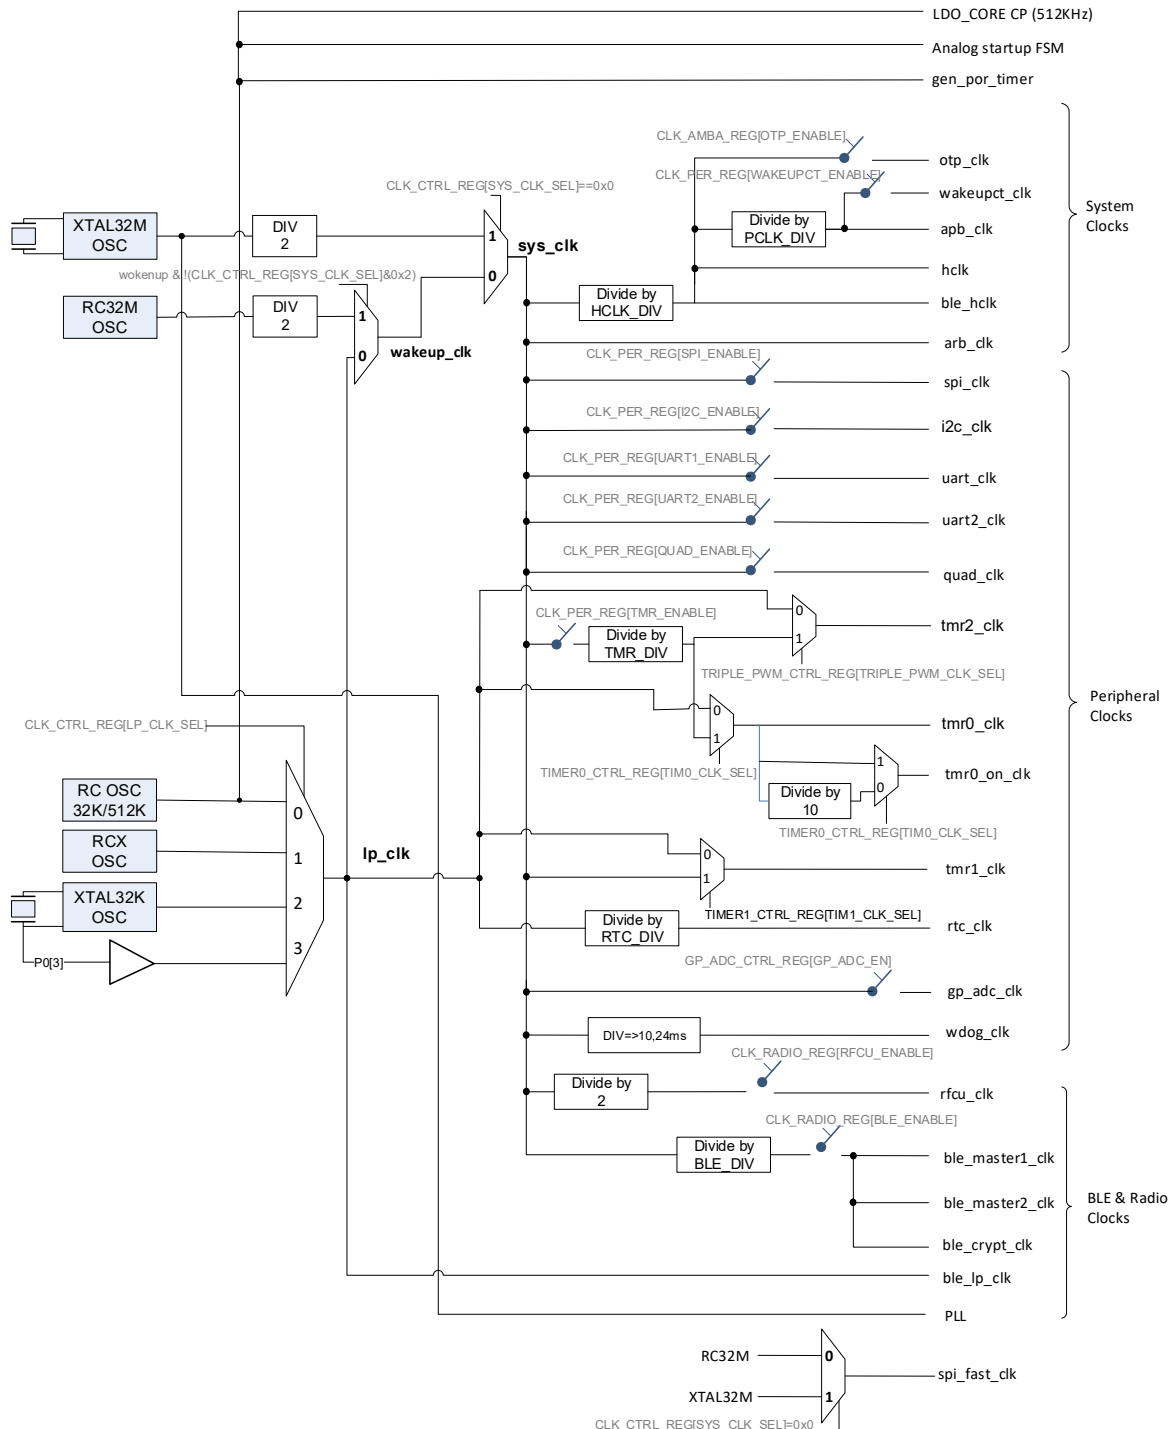 LDO_CORE CP (512KHz)
Analog startup FSM
gen_por_timer
CLK_AMBA_REG[OTP_ENABLE]
otp_clk
CLK_PER_REG[WAKEUPCT_ENABLE]
wakeupct_clk
CLK_CTRL_REG[SYS_CLK_SEL]==0x0
System
Clocks
XTAL32M
OSC
DIV
2
1
sys_clk
Divide by
PCLK_DIV
apb_clk
wokenup & !(CLK_CTRL_REG[SYS_CLK_SEL]&0x2)
0
hclk
RC32M
OSC
DIV
2
1
Divide by
HCLK_DIV
ble_hclk
0
wakeup_clk
arb_clk
CLK_PER_REG[SPI_ENABLE]
spi_clk
CLK_PER_REG[I2C_ENABLE]
i2c_clk
CLK_PER_REG[UART1_ENABLE]
uart_clk
CLK_PER_REG[UART2_ENABLE]
uart2_clk
CLK_PER_REG[QUAD_ENABLE]
quad_clk
CLK_PER_REG[TMR_ENABLE]
0
tmr2_clk
Divide by
TMR_DIV
1
TRIPLE_PWM_CTRL_REG[TRIPLE_PWM_CLK_SEL]
Peripheral
Clocks
CLK_CTRL_REG[LP_CLK_SEL]
0
tmr0_clk
1
TIMER0_CTRL_REG[TIM0_CLK_SEL]
1
tmr0_on_clk
RC OSC
32K/512K
0
Divide by
10
0
TIMER0_CTRL_REG[TIM0_CLK_SEL]
RCX
OSC
1
lp_clk
0
tmr1_clk
1
XTAL32K
OSC
2
TIMER1_CTRL_REG[TIM1_CLK_SEL]
Divide by
RTC_DIV
rtc_clk
P0[3]
3
GP_ADC_CTRL_REG[GP_ADC_EN]
gp_adc_clk
DIV=>10,24ms
wdog_clk
CLK_RADIO_REG[RFCU_ENABLE]
Divide by
2
rfcu_clk
CLK_RADIO_REG[BLE_ENABLE]
Divide by
BLE_DIV
ble_master1_clk
ble_master2_clk
BLE & Radio
Clocks
ble_crypt_clk
ble_lp_clk
PLL
RC32M
0
spi_fast_clk
XTAL32M
1
CLK_CTRL_REG[SYS_CLK_SEL]=0x0